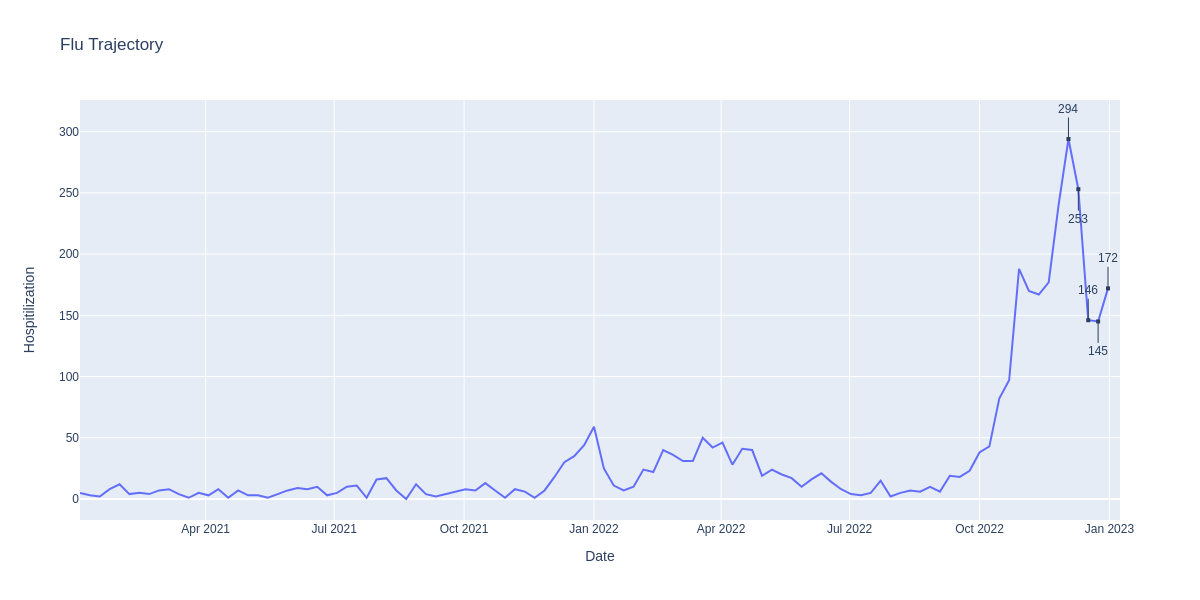 Flu Trajectory
294
300
250
253
200
172
146
150
145
100
50
0
Hospitilization
Apr 2021
Jul 2021
Oct 2021
Jan 2022
Apr 2022
Jul 2022
Oct 2022
Jan 2023
Date